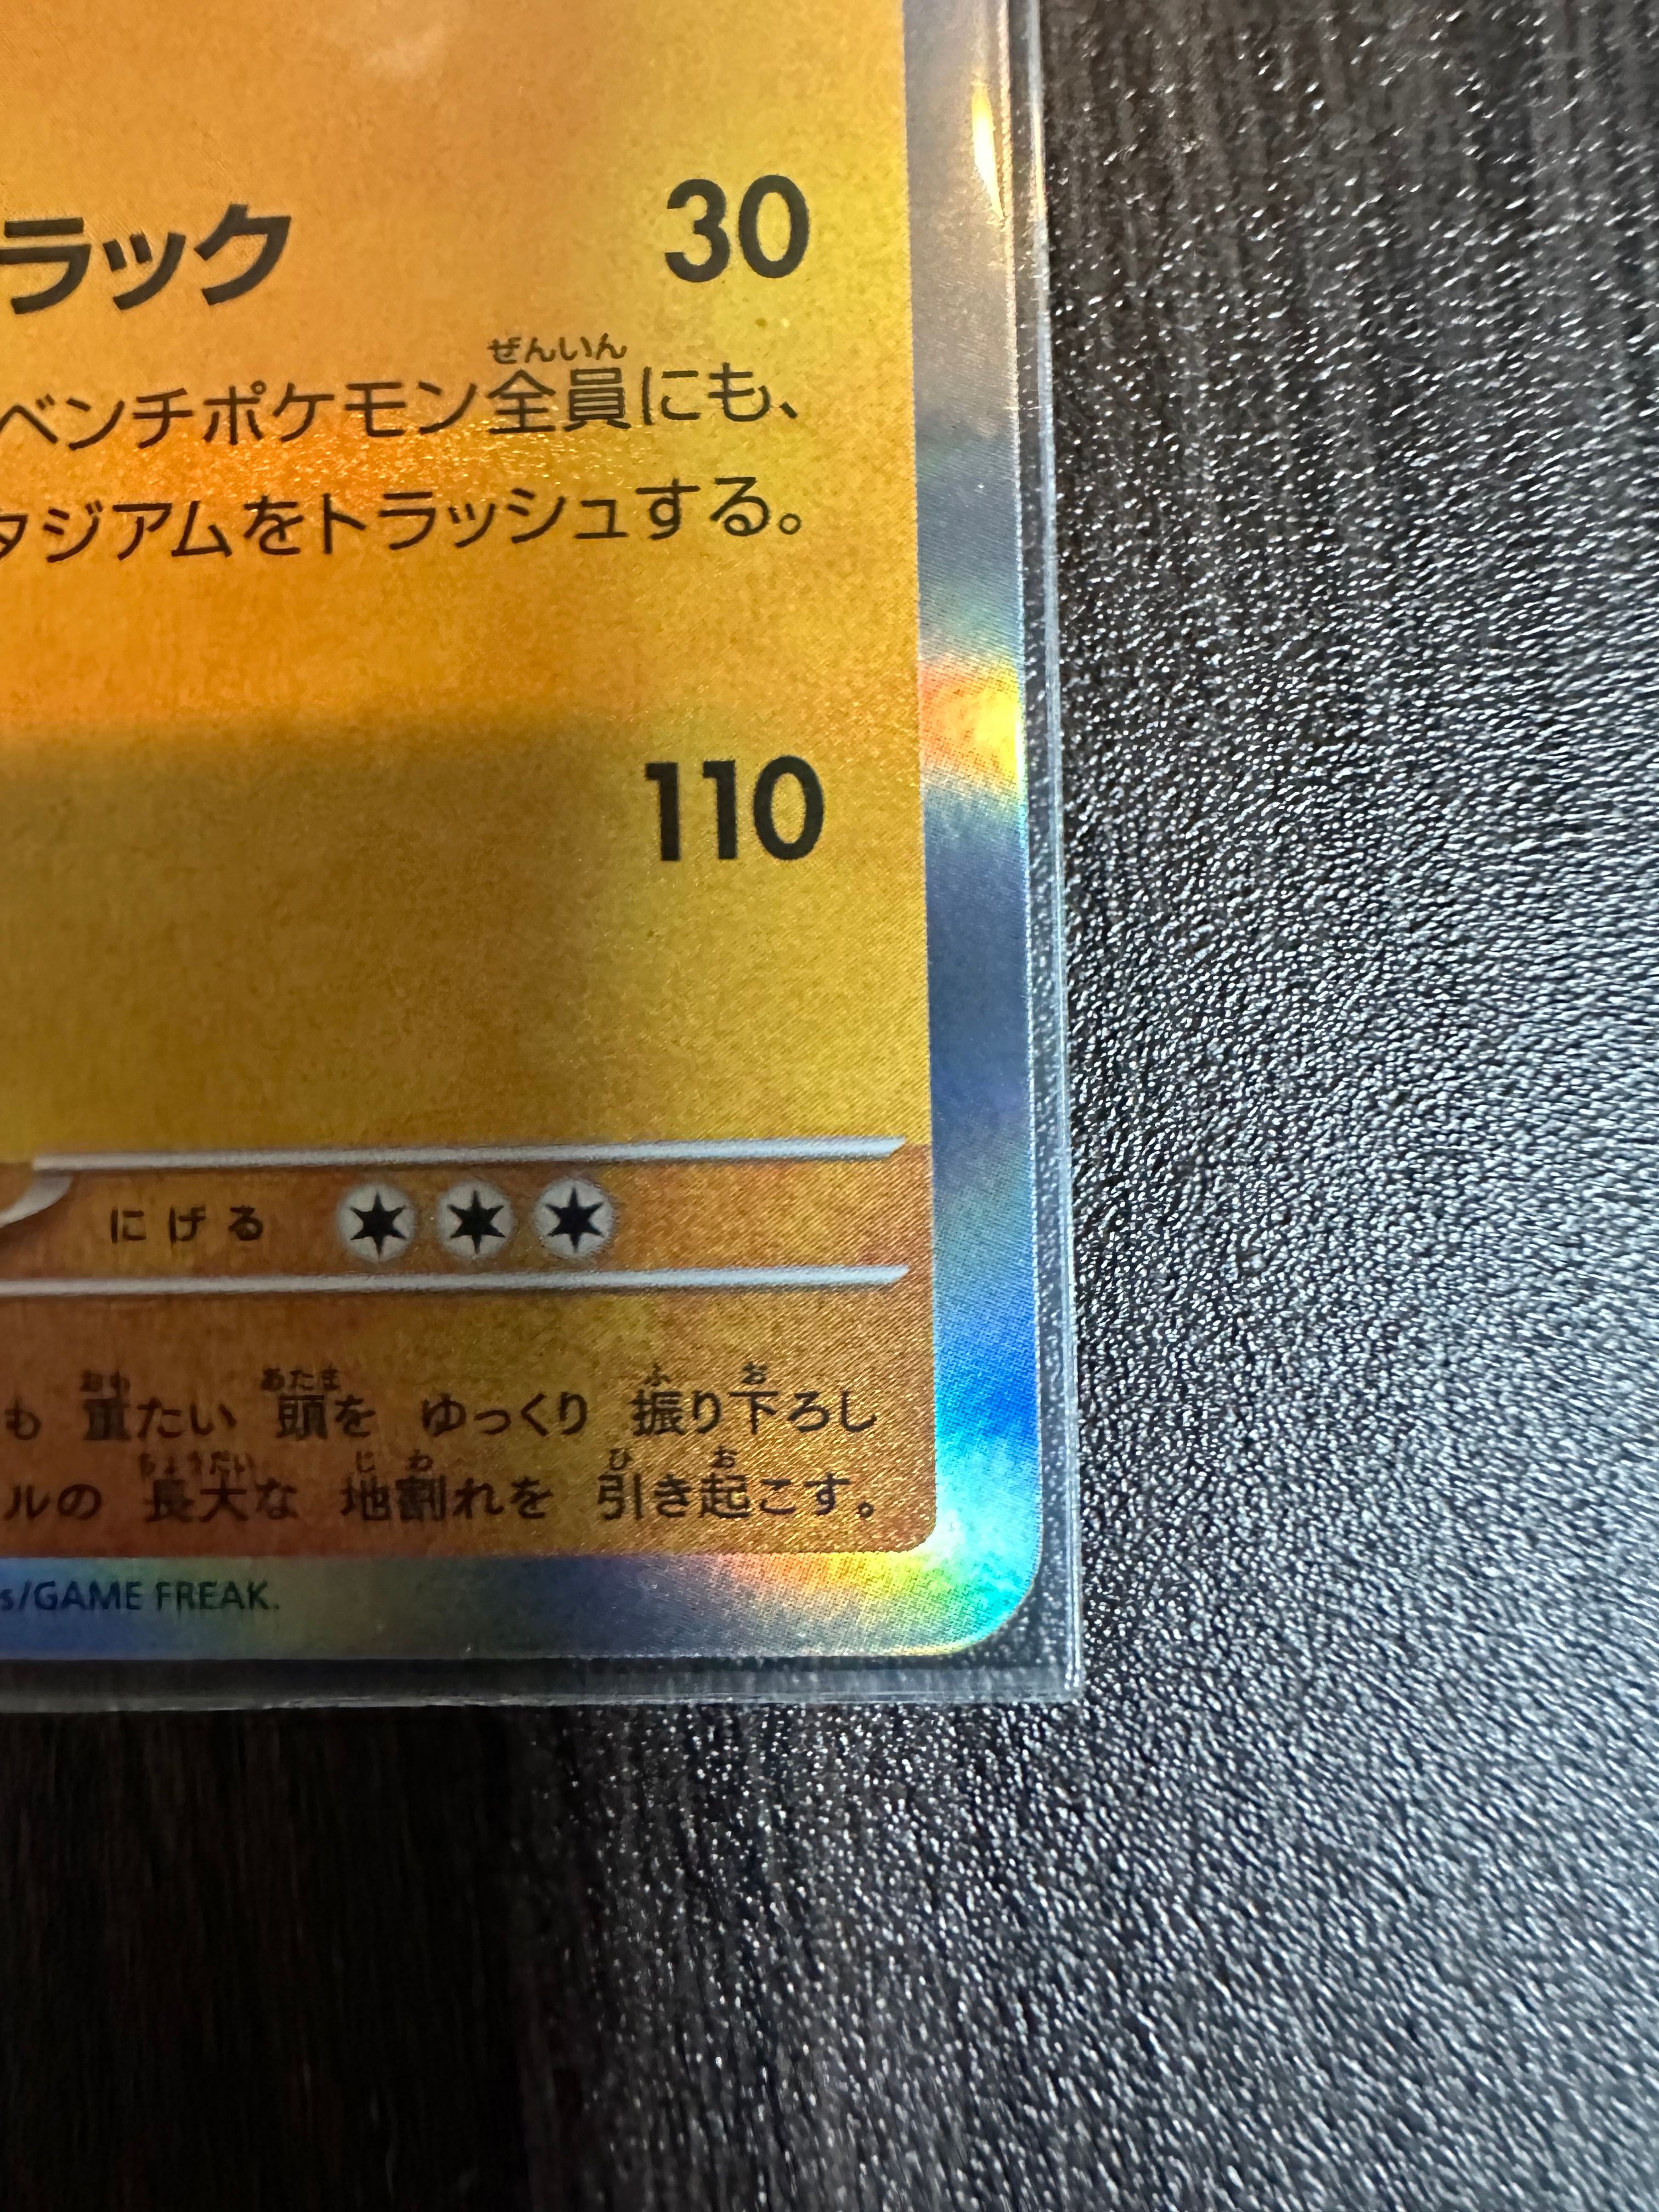 ラック 30
ぜんいん
ベンチポケモン全員にも、
タジアムをトラッシュする。
110
にげる
おも あたま ふ お
も 重たい 頭を ゆっくり 振り下ろし
ちょうだい じ わ ひ お
ルの 長大な 地割れを 引き起こす。
s/GAME FREAK.